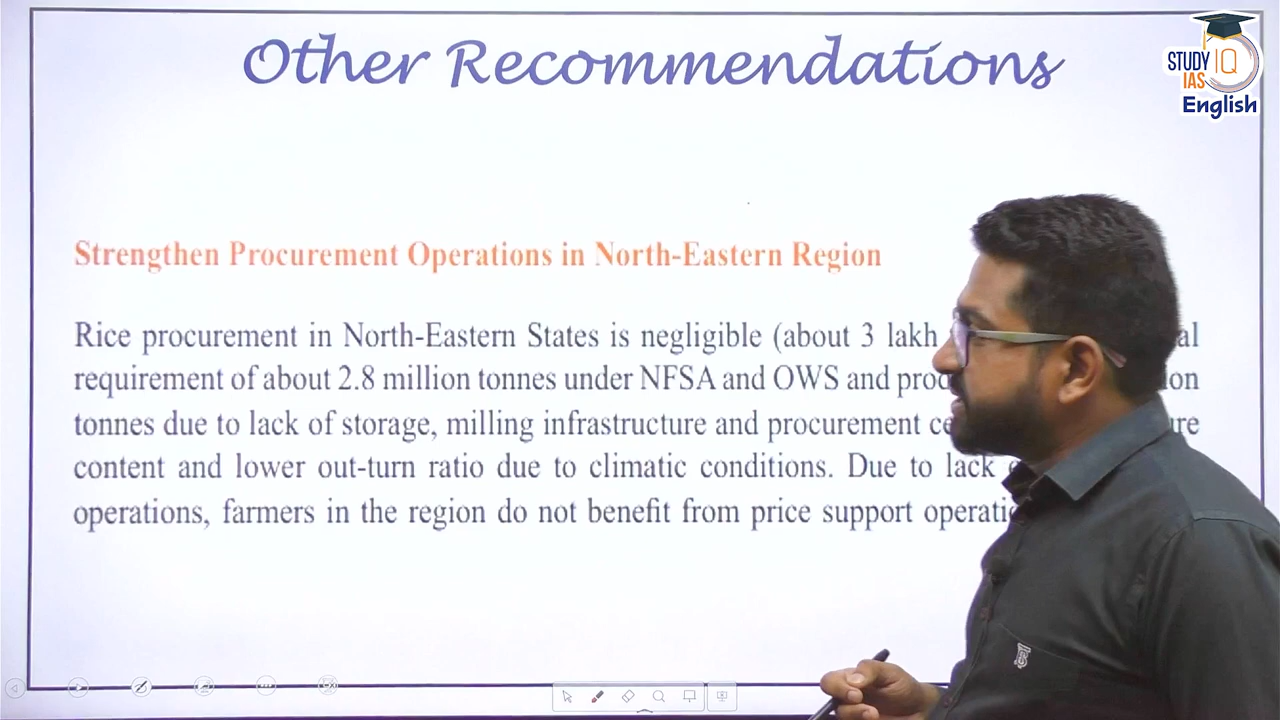 Other Recommendations
STUDY IQ
IAS
English
Strengthen Procurement Operations in North-Eastern Region
Rice procurement in North-Eastern States is negligible (about 3 lakh
requirement of about 2.8 million tonnes under NFSA and OWS and
tonnes due to lack of storage, milling infrastructure and procurement
content and lower out-turn ratio due to climatic conditions. Due to lack
operations, farmers in the region do not benefit from price support